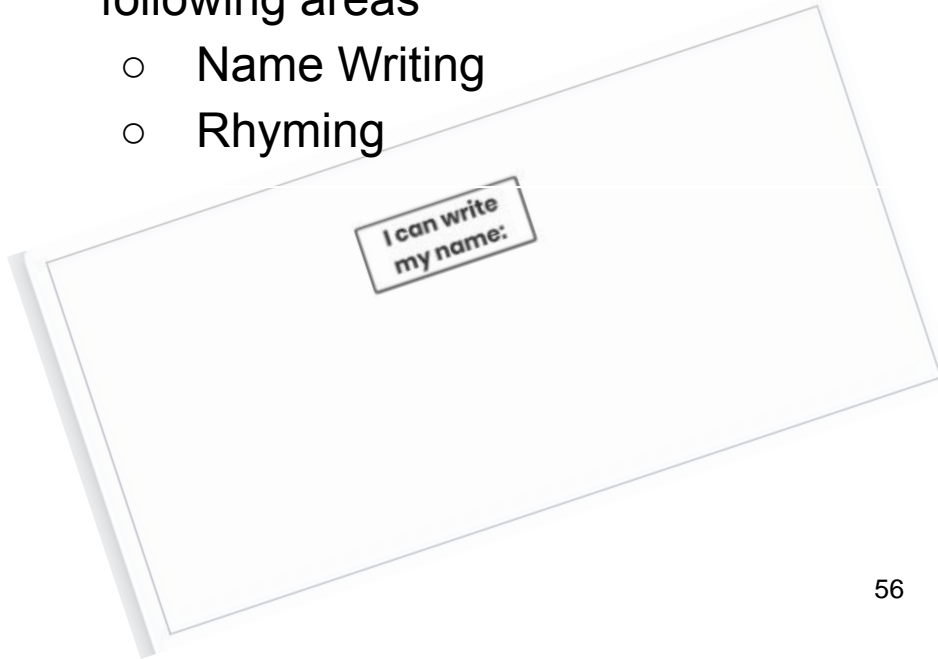 following areas
○ Name Writing
○ Rhyming
I can write
my name:
56